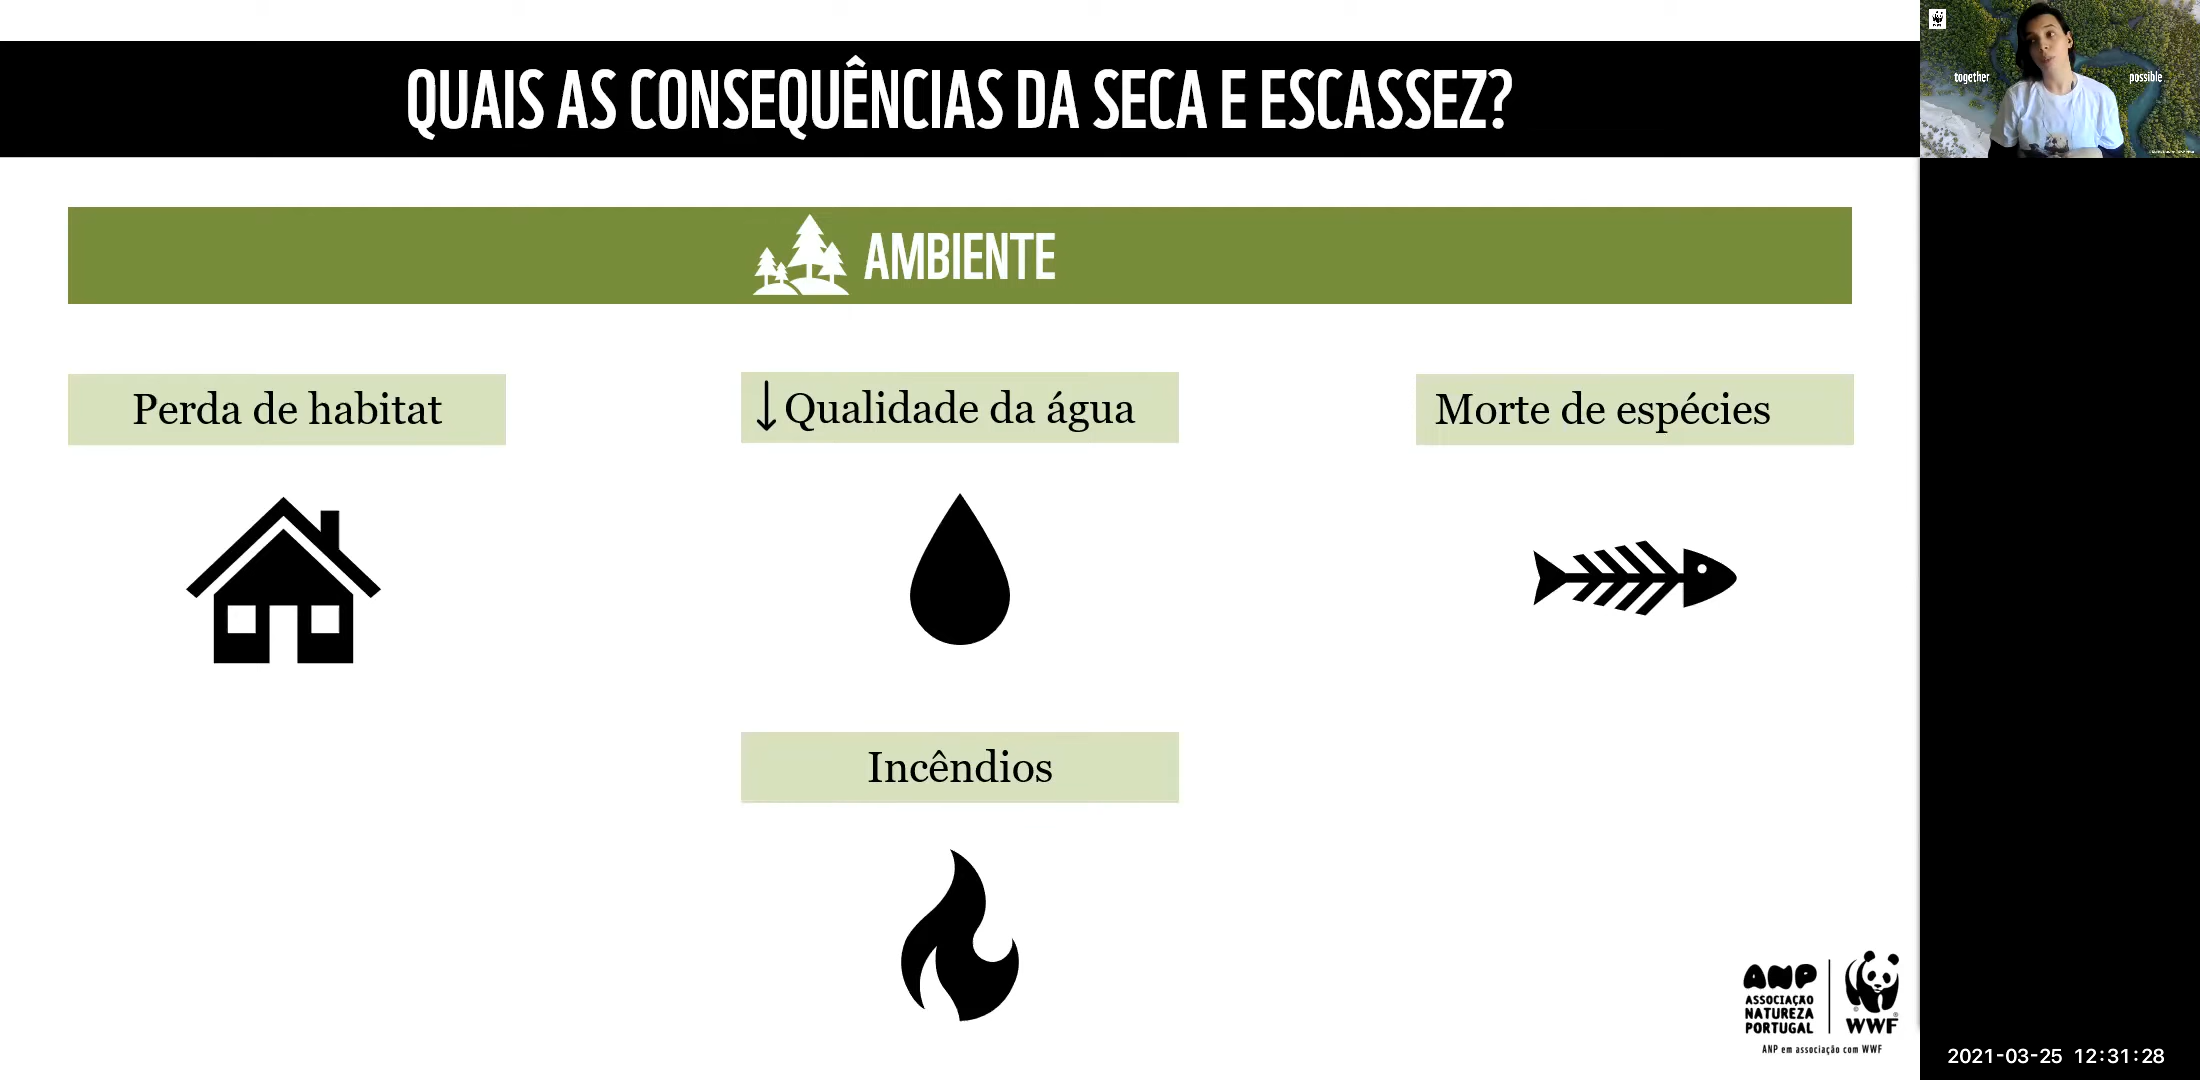 QUAIS AS CONSEQUÊNCIAS DA SECA E ESCASSEZ?
together possible
AMBIENTE
Perda de habitat
↓ Qualidade da água
Morte de espécies
Incêndios
ANP
ASSOCIAÇÃO
NATUREZA
PORTUGAL
WWF
ANP em associação com WWF
2021-03-25 12:31:28